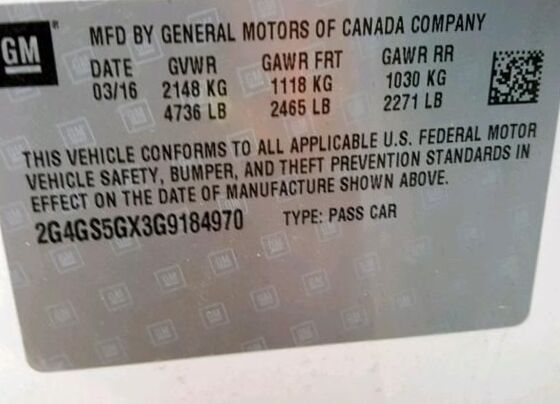 GM ®
MFD BY GENERAL MOTORS OF CANADA COMPANY
DATE GVWR GAWR FRT GAWR RR
03/16 2148 KG 1118 KG 1030 KG
4736 LB 2465 LB 2271 LB
THIS VEHICLE CONFORMS TO ALL APPLICABLE U.S. FEDERAL MOTOR
VEHICLE SAFETY, BUMPER, AND THEFT PREVENTION STANDARDS IN
EFFECT ON THE DATE OF MANUFACTURE SHOWN ABOVE.
2G4GS5GX3G9184970 TYPE: PASS CAR